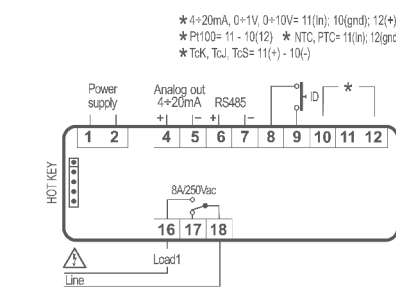 * 4÷20mA, 0÷1V, 0÷10V= 11(In); 10(gnd); 12(+)
* Pt100= 11 - 10(12) * NTC, PTC= 11(In); 12(gnd
* TcK, TcJ, TcS= 11(+) - 10(-)
Power supply
Analog out 4÷20mA
RS485
ID
*
+ – + –
1 2 4 5 6 7 8 9 10 11 12
HOT KEY
8A/250Vac
16 17 18
Load1
Line